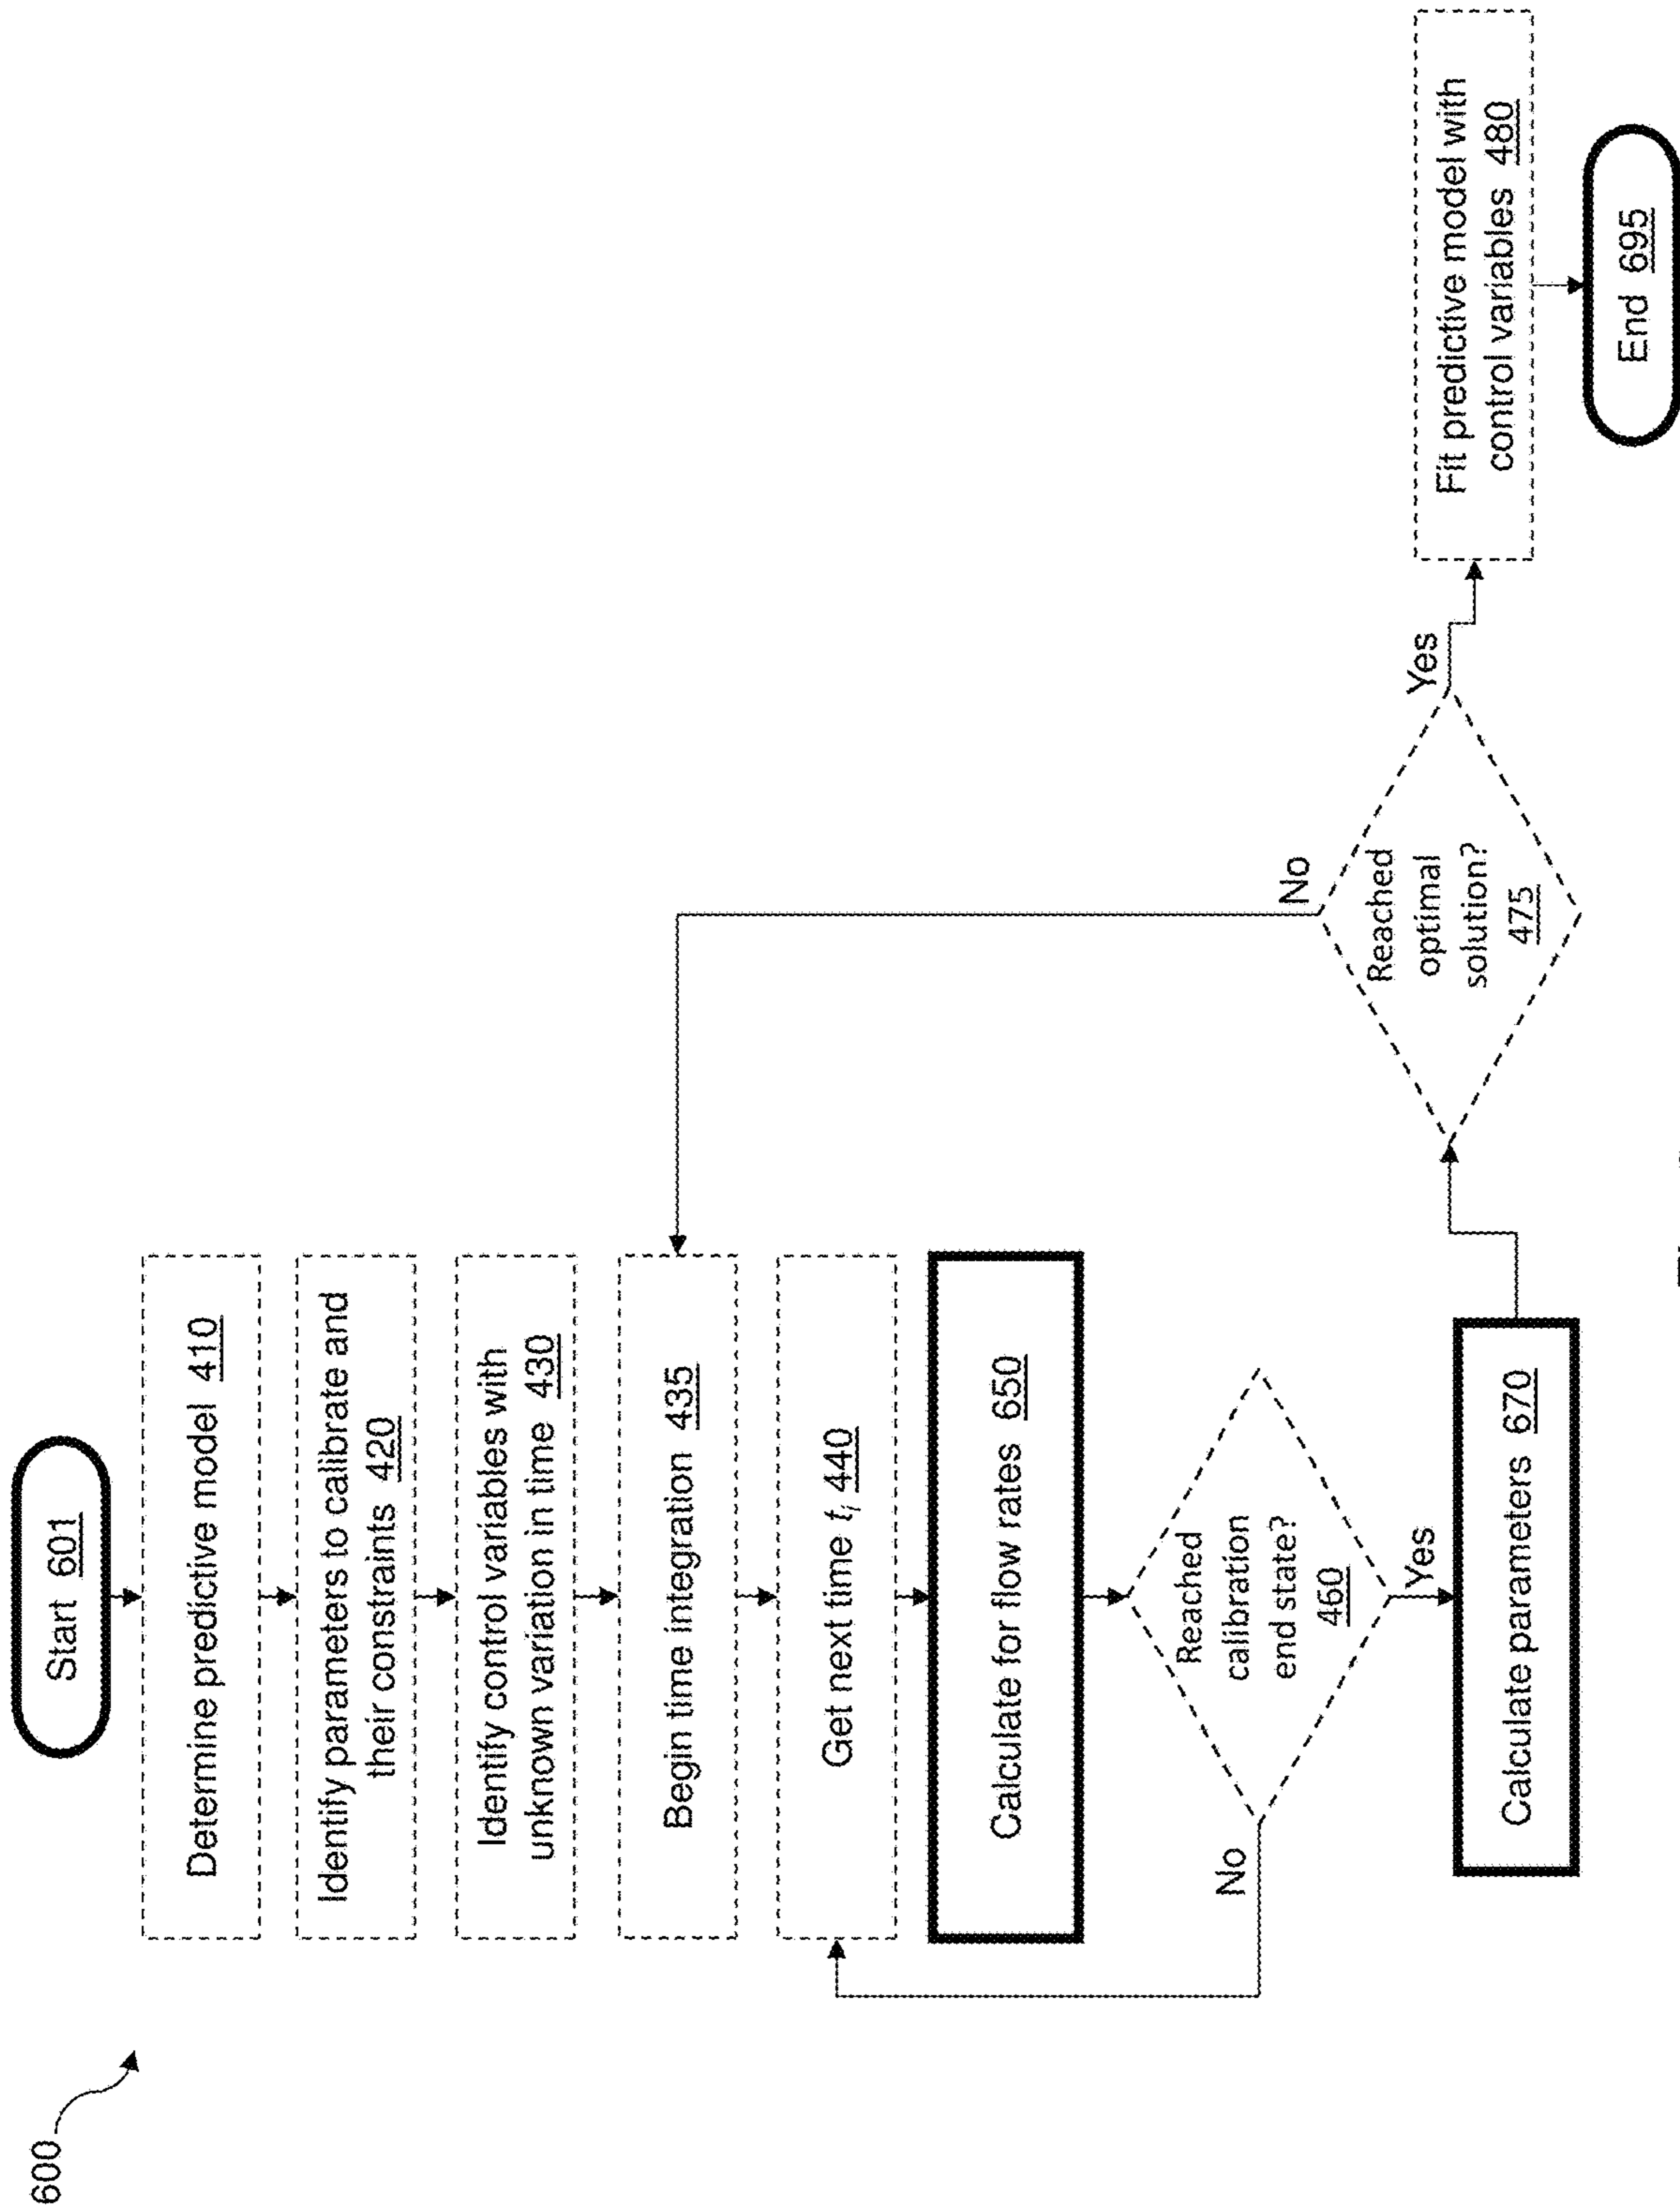 600
Start 601
Determine predictive model 410
Identify parameters to calibrate and
their constraints 420
Identify control variables with
unknown variation in time 430
Begin time integration 435
Get next time tᵢ 440
Calculate for flow rates 650
Reached
calibration
end state?
460
No
Yes
Calculate parameters 670
Reached
optimal
solution?
475
No
Yes
Fit predictive model with
control variables 480
End 695